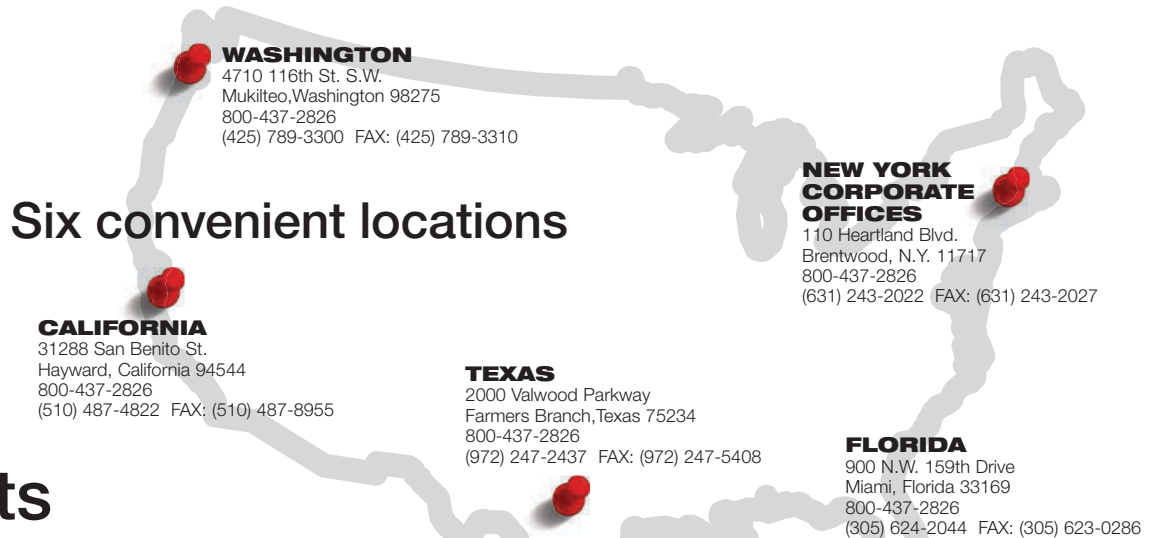 WASHINGTON
4710 116th St. S.W.
Mukilteo,Washington 98275
800-437-2826
(425) 789-3300 FAX: (425) 789-3310
NEW YORK
CORPORATE
OFFICES
110 Heartland Blvd.
Brentwood, N.Y. 11717
800-437-2826
(631) 243-2022 FAX: (631) 243-2027
Six convenient locations
CALIFORNIA
31288 San Benito St.
Hayward, California 94544
800-437-2826
(510) 487-4822 FAX: (510) 487-8955
TEXAS
2000 Valwood Parkway
Farmers Branch,Texas 75234
800-437-2826
(972) 247-2437 FAX: (972) 247-5408
FLORIDA
900 N.W. 159th Drive
Miami, Florida 33169
800-437-2826
(305) 624-2044 FAX: (305) 623-0286
ts